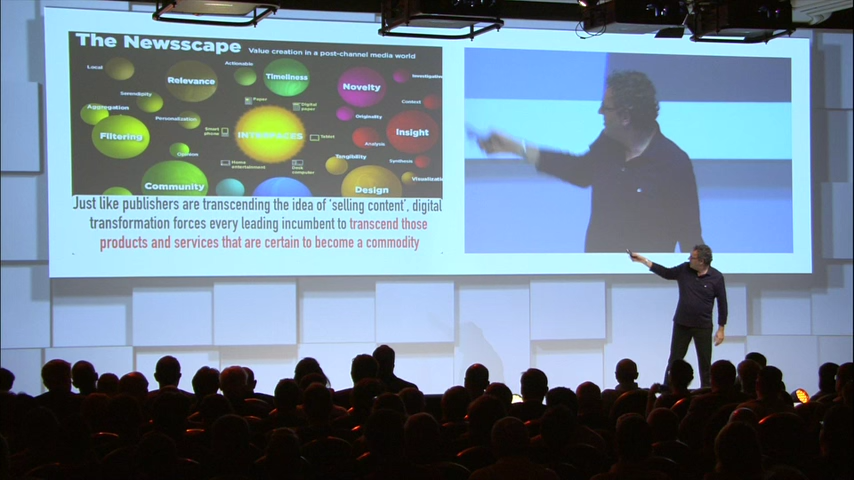 The Newsscape Value creation in a post-channel media world
Local
Actionable
Relevance
Timeliness
Novelty
Investigation
Serendipity
Paper
Digital paper
Context
Aggregation
Personalization
Originality
Filtering
Smart phone
INTERFACES
Tablet
Insight
Analysis
Opinion
Home entertainment
Desk computer
Tangibility
Synthesis
Community
Design
Visualization
Just like publishers are transcending the idea of 'selling content', digital
transformation forces every leading incumbent to transcend those
products and services that are certain to become a commodity